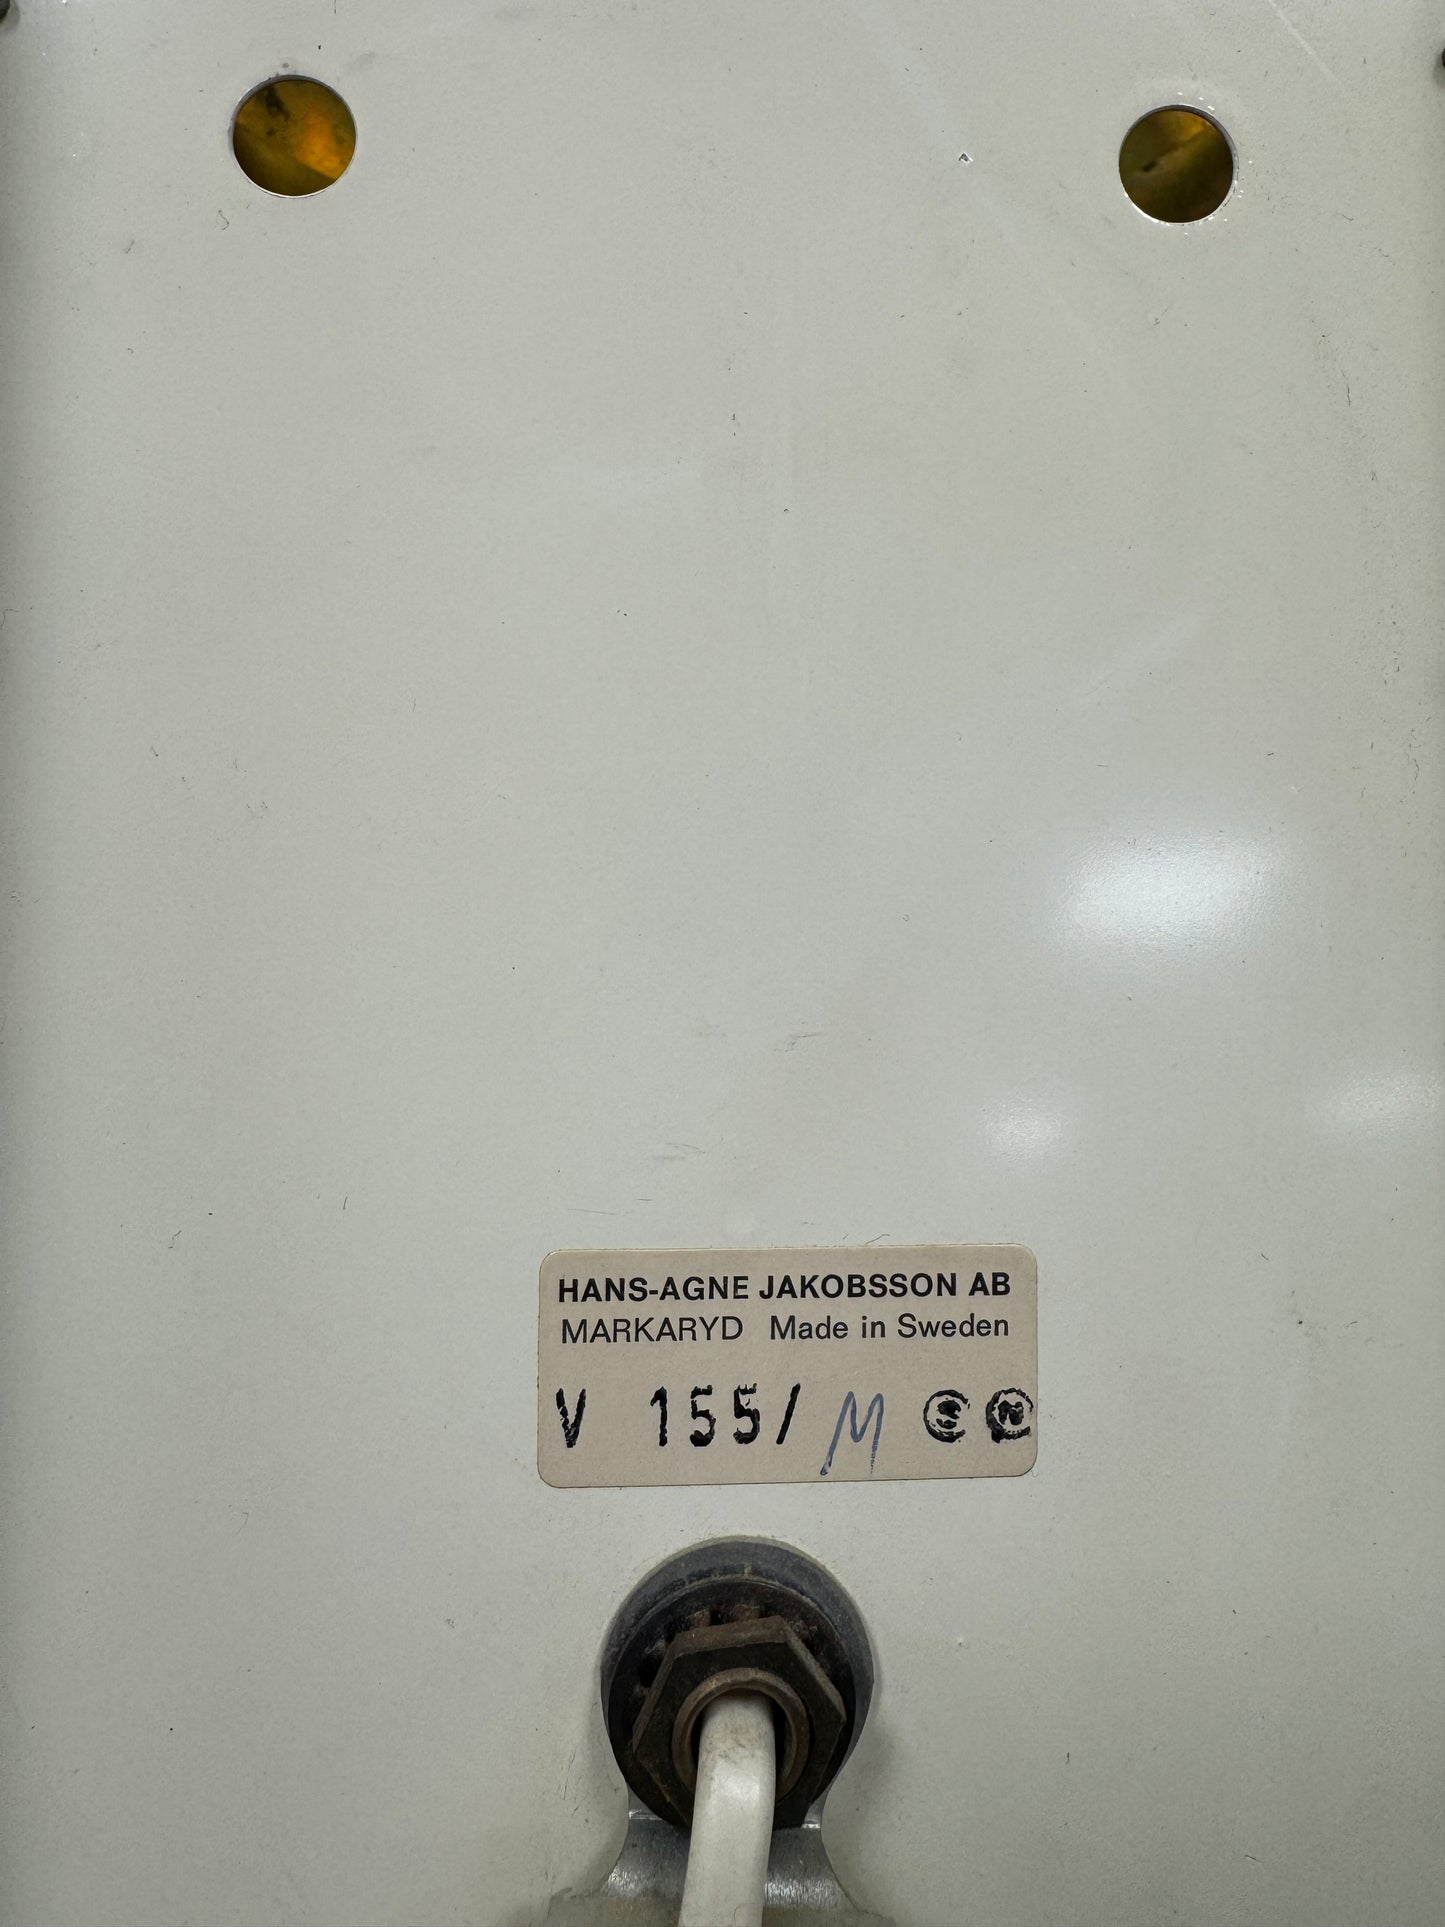 HANS-AGNE JAKOBSSON AB
MARKARYD Made in Sweden
V 155/ M S N